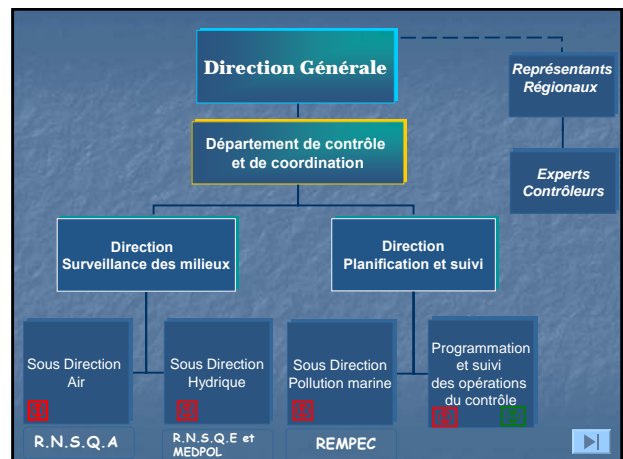 Direction Générale
Représentants
Régionaux
Département de contrôle
et de coordination
Experts
Contrôleurs
Direction
Surveillance des milieux
Direction
Planification et suivi
Sous Direction
Air
Sous Direction
Hydrique
Sous Direction
Pollution marine
Programmation
et suivi
des opérations
du contrôle
R.N.S.Q.A
R.N.S.Q.E et
MEDPOL
REMPEC